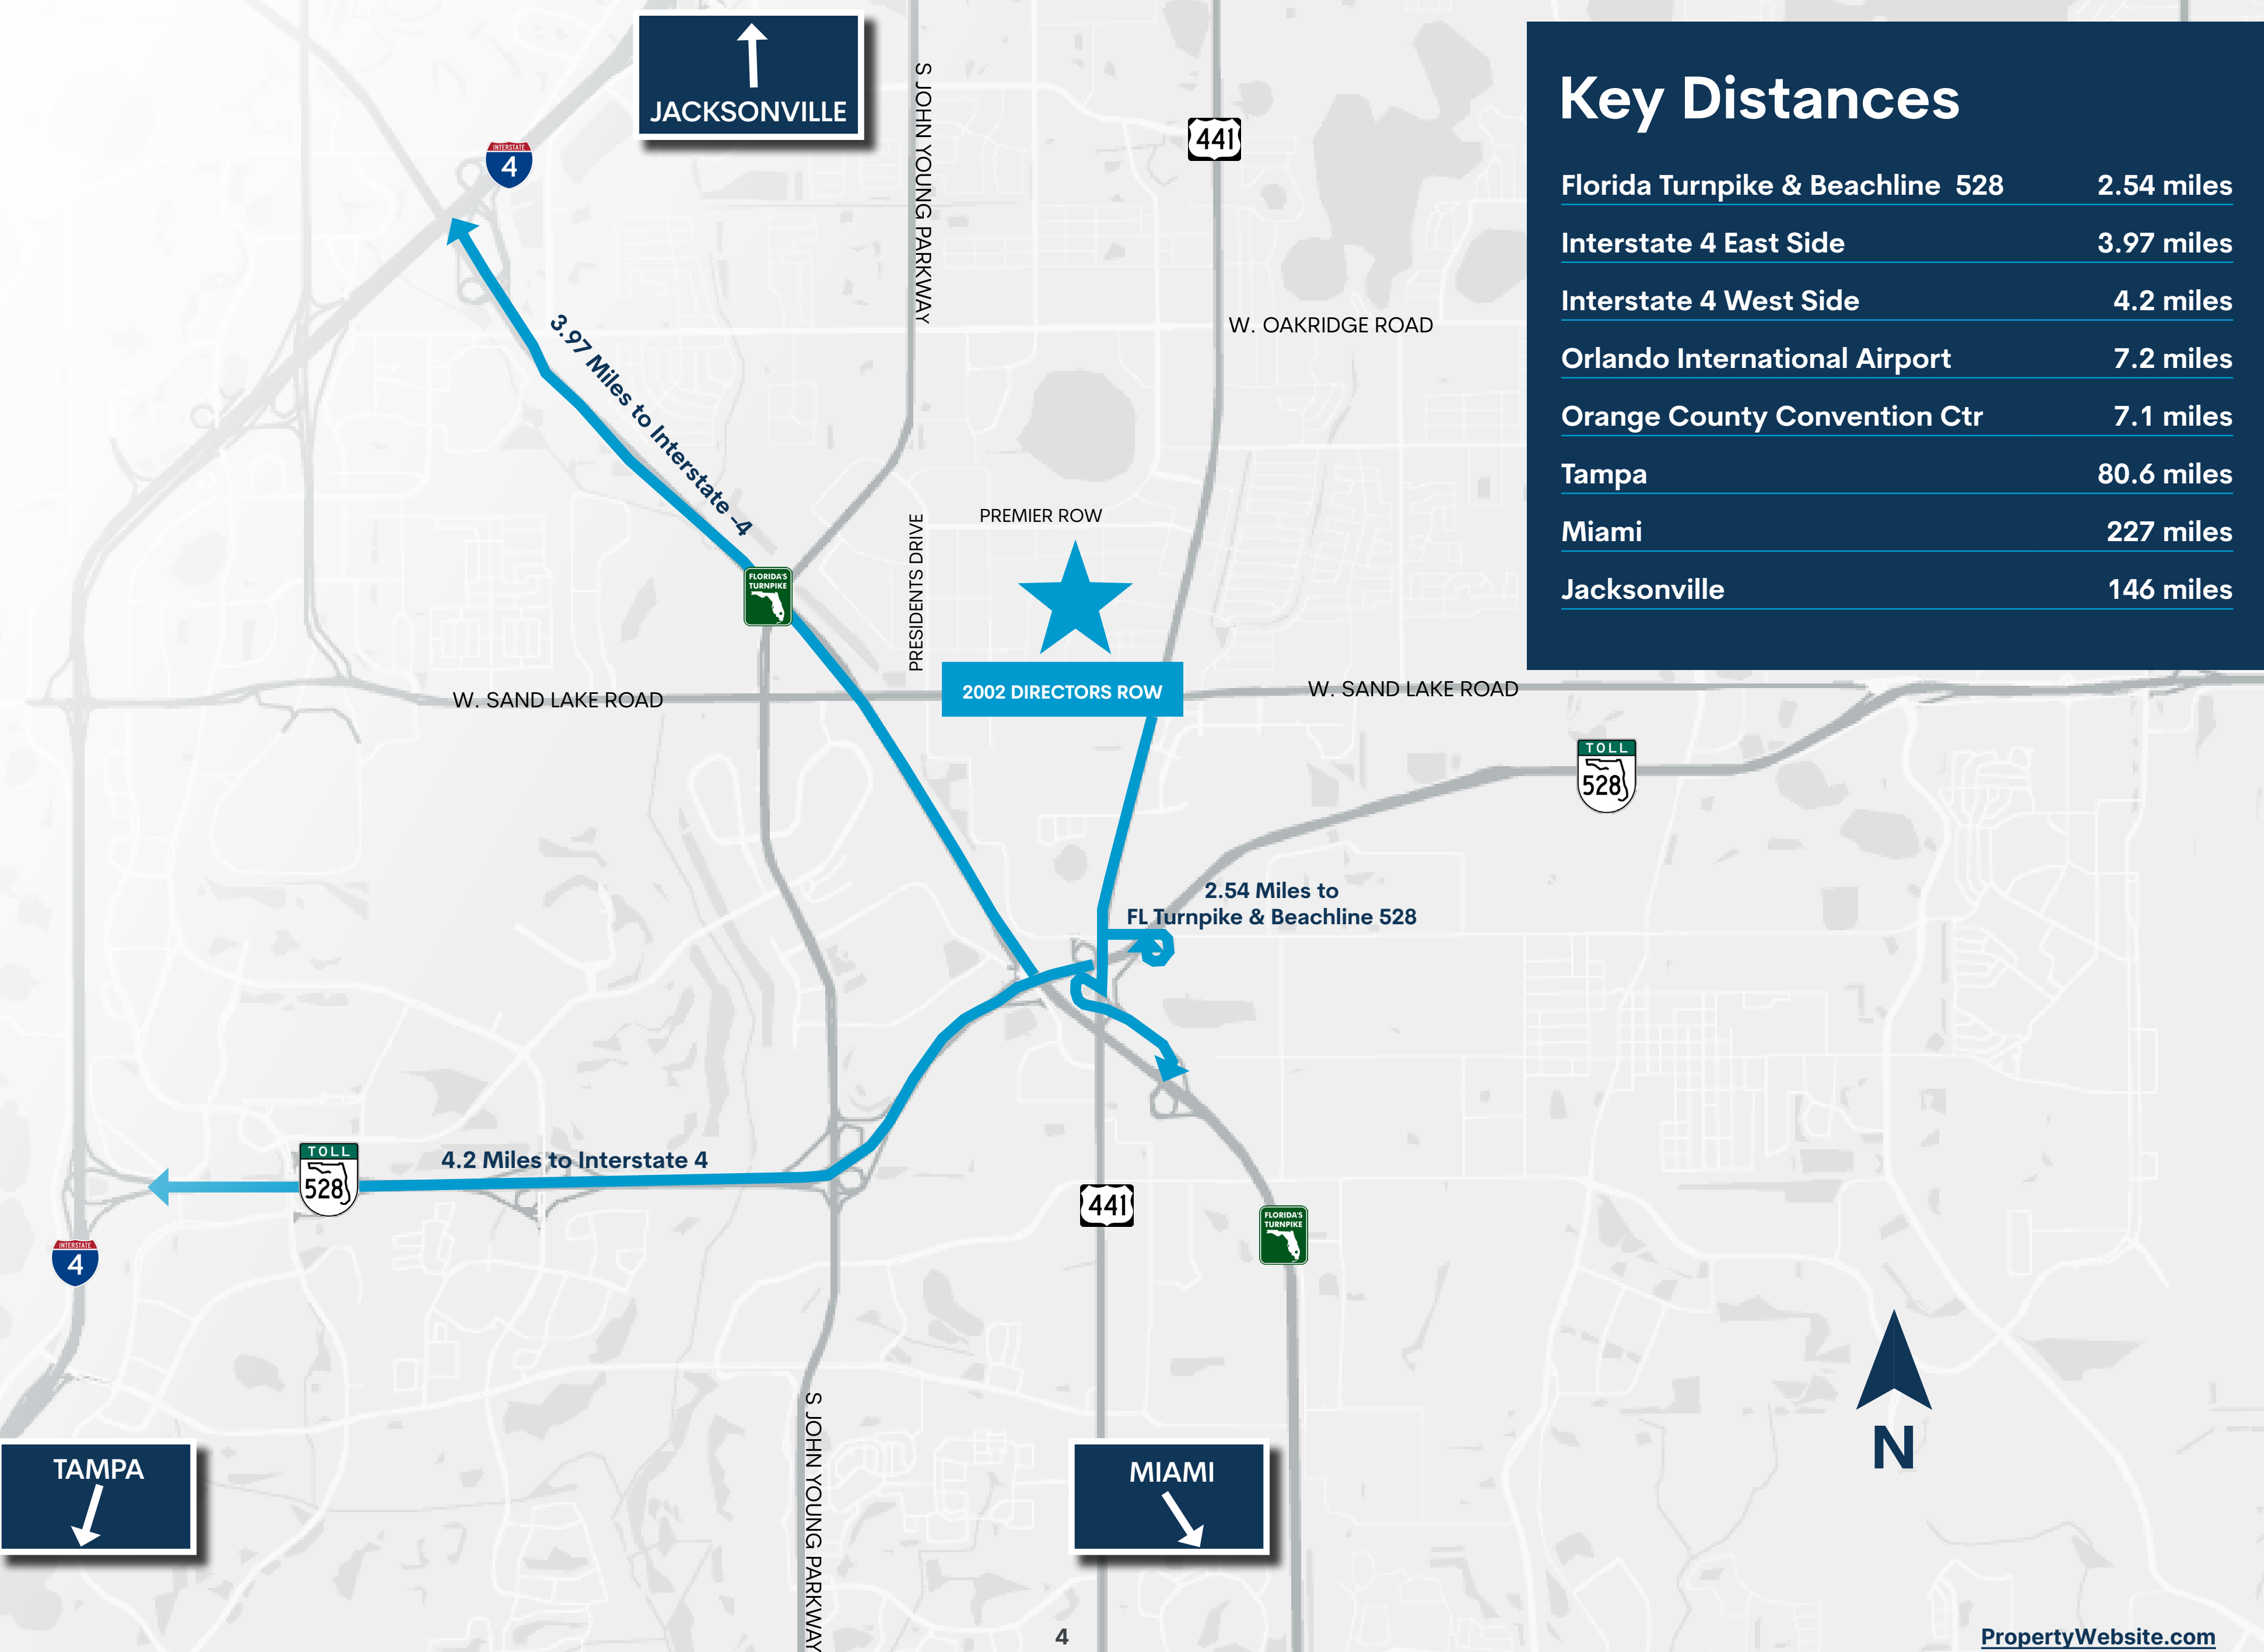 JACKSONVILLE
S JOHN YOUNG PARKWAY
441
INTERSTATE
4
Key Distances
Florida Turnpike & Beachline 528 2.54 miles
Interstate 4 East Side 3.97 miles
Interstate 4 West Side 4.2 miles
Orlando International Airport 7.2 miles
Orange County Convention Ctr 7.1 miles
Tampa 80.6 miles
Miami 227 miles
Jacksonville 146 miles
W. OAKRIDGE ROAD
3.97 Miles to Interstate -4
PREMIER ROW
PRESIDENTS DRIVE
FLORIDA'S
TURNPIKE
2002 DIRECTORS ROW
W. SAND LAKE ROAD
W. SAND LAKE ROAD
TOLL
528
2.54 Miles to
FL Turnpike & Beachline 528
4.2 Miles to Interstate 4
TOLL
528
441
FLORIDA'S
TURNPIKE
INTERSTATE
4
S JOHN YOUNG PARKWAY
TAMPA
MIAMI
N
4
PropertyWebsite.com